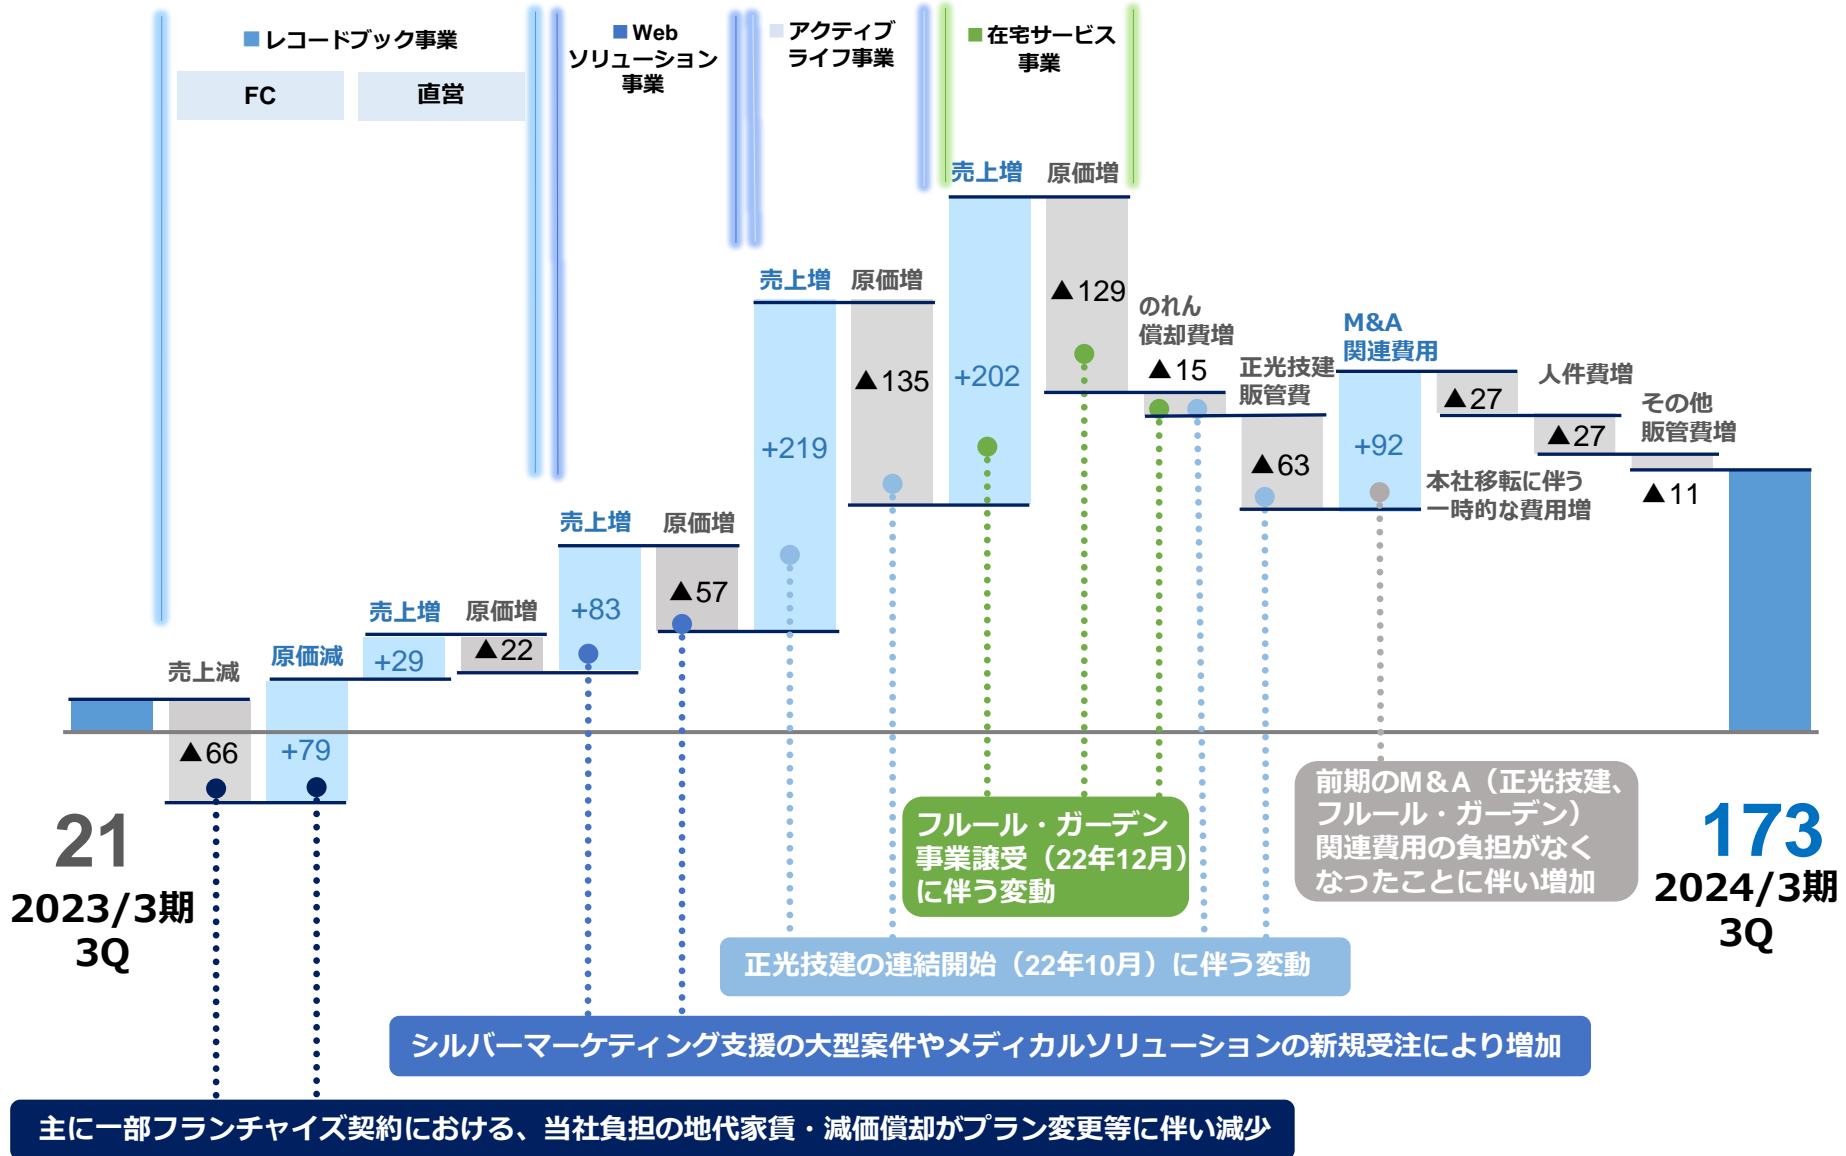 ■レコードブック事業
FC
直営
■Web
ソリューション
事業
■アクティブ
ライフ事業
■在宅サービス
事業
売上減
▲66
原価減
+79
売上増
+29
原価増
▲22
売上増
+83
原価増
▲57
売上増
+219
原価増
▲135
売上増
+202
原価増
▲129
のれん
償却費増
▲15
正光技建
販管費
▲63
M&A
関連費用
+92
▲27
本社移転に伴う
一時的な費用増
人件費増
▲27
その他
販管費増
▲11
21
2023/3期
3Q
173
2024/3期
3Q
フルール・ガーデン
事業譲受（22年12月）
に伴う変動
前期のM＆A（正光技建、
フルール・ガーデン）
関連費用の負担がなく
なったことに伴い増加
正光技建の連結開始（22年10月）に伴う変動
シルバーマーケティング支援の大型案件やメディカルソリューションの新規受注により増加
主に一部フランチャイズ契約における、当社負担の地代家賃・減価償却がプラン変更等に伴い減少